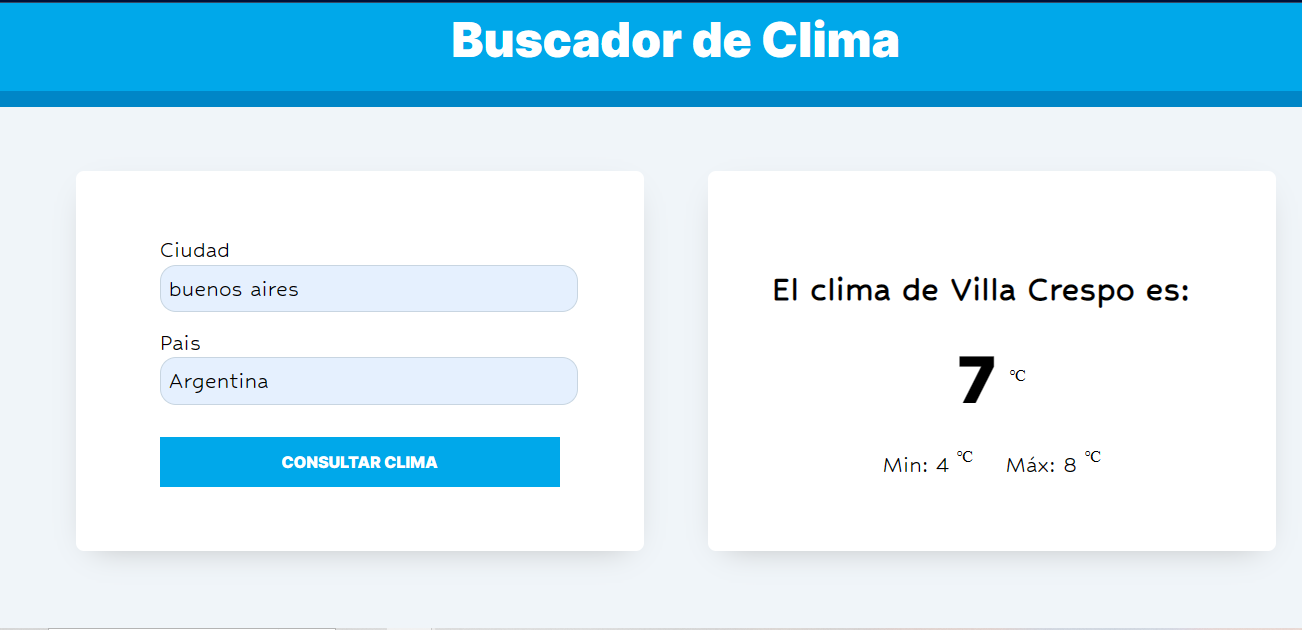 Buscador de Clima
Ciudad
buenos aires
Pais
Argentina
CONSULTAR CLIMA
El clima de Villa Crespo es:
7 ℃
Min: 4 ℃ Máx: 8 ℃